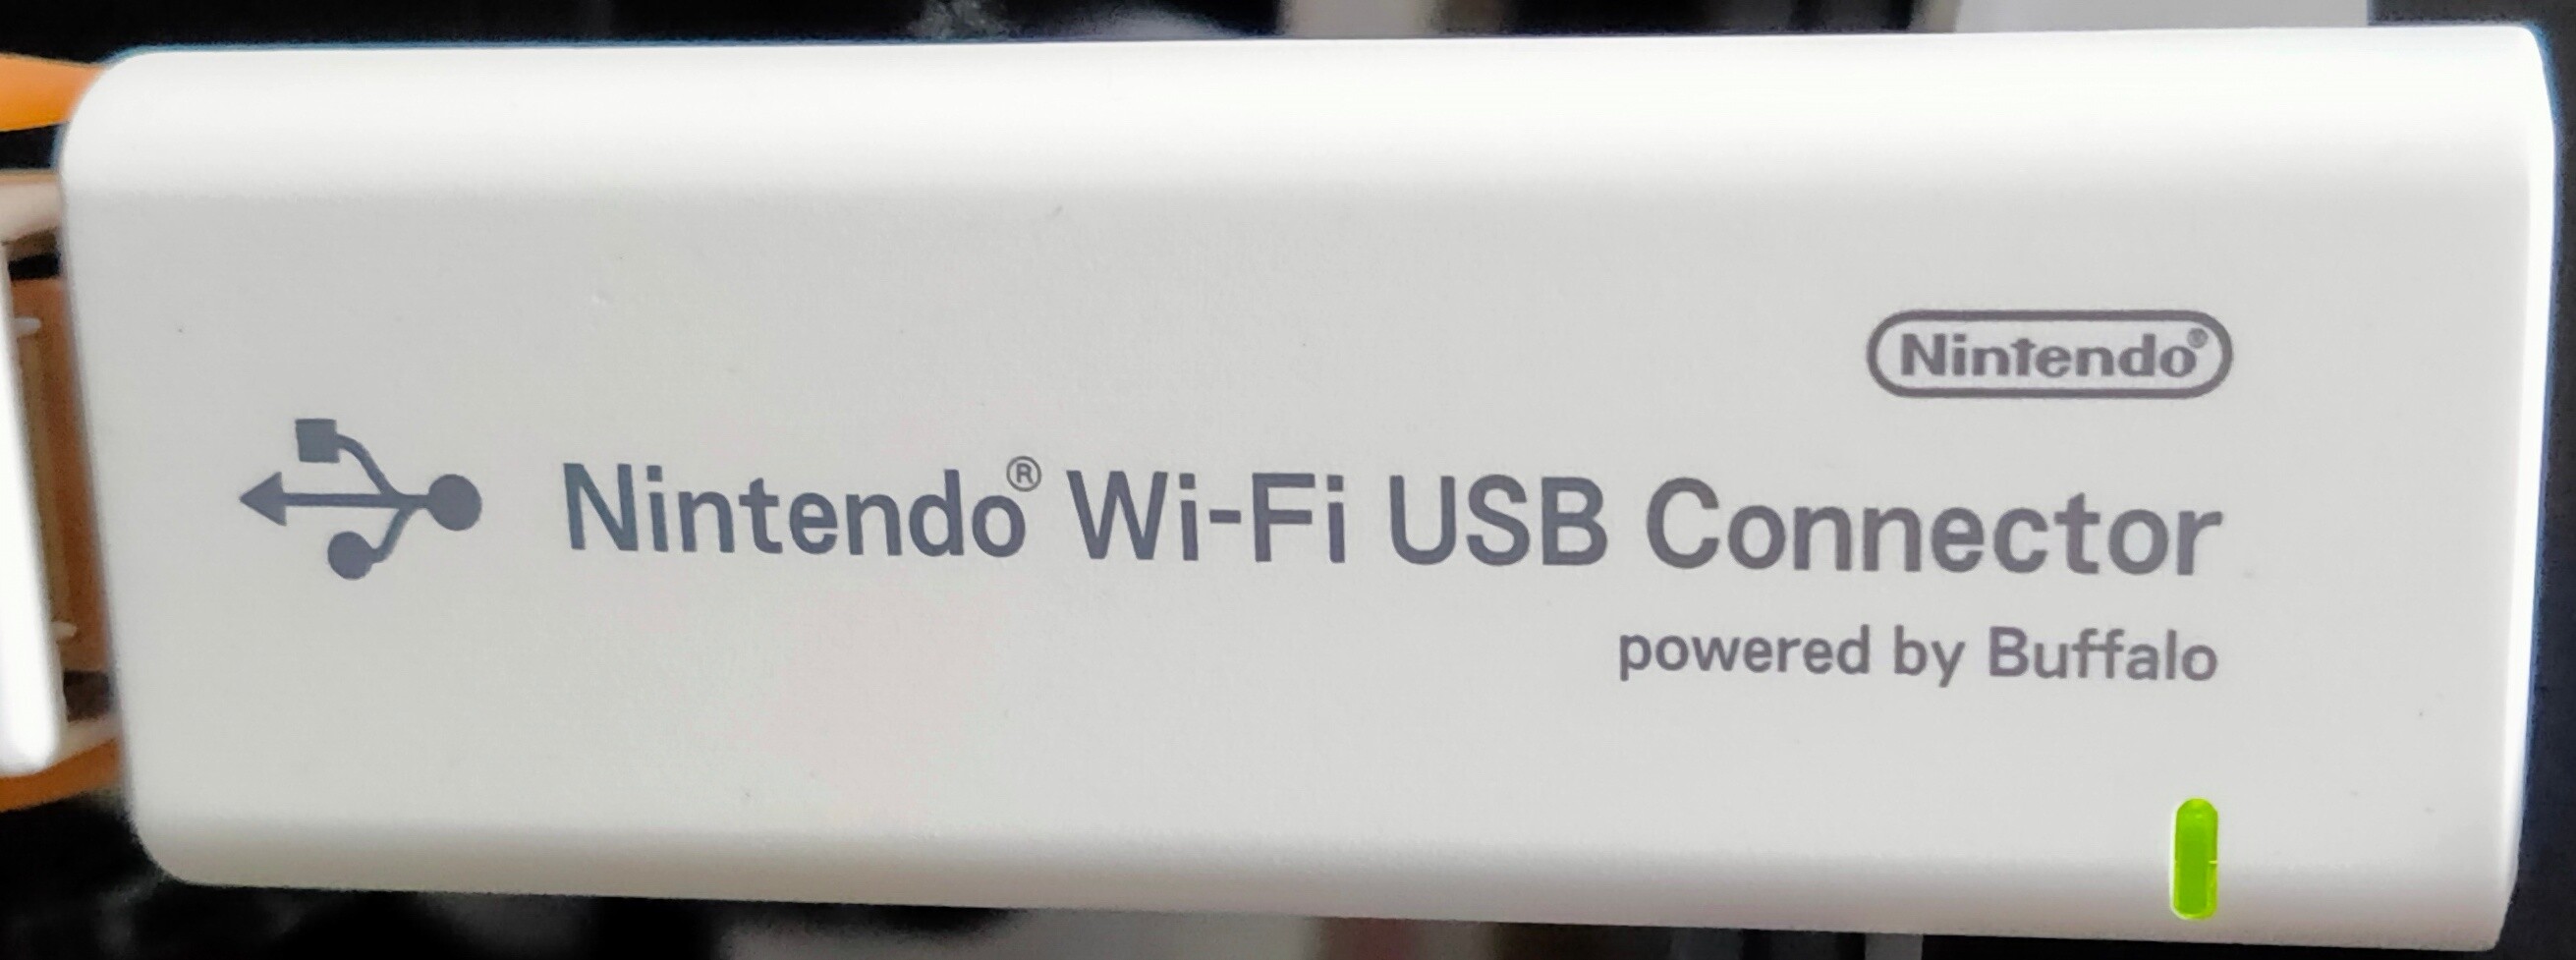 Nintendo®
Nintendo® Wi-Fi USB Connector
powered by Buffalo